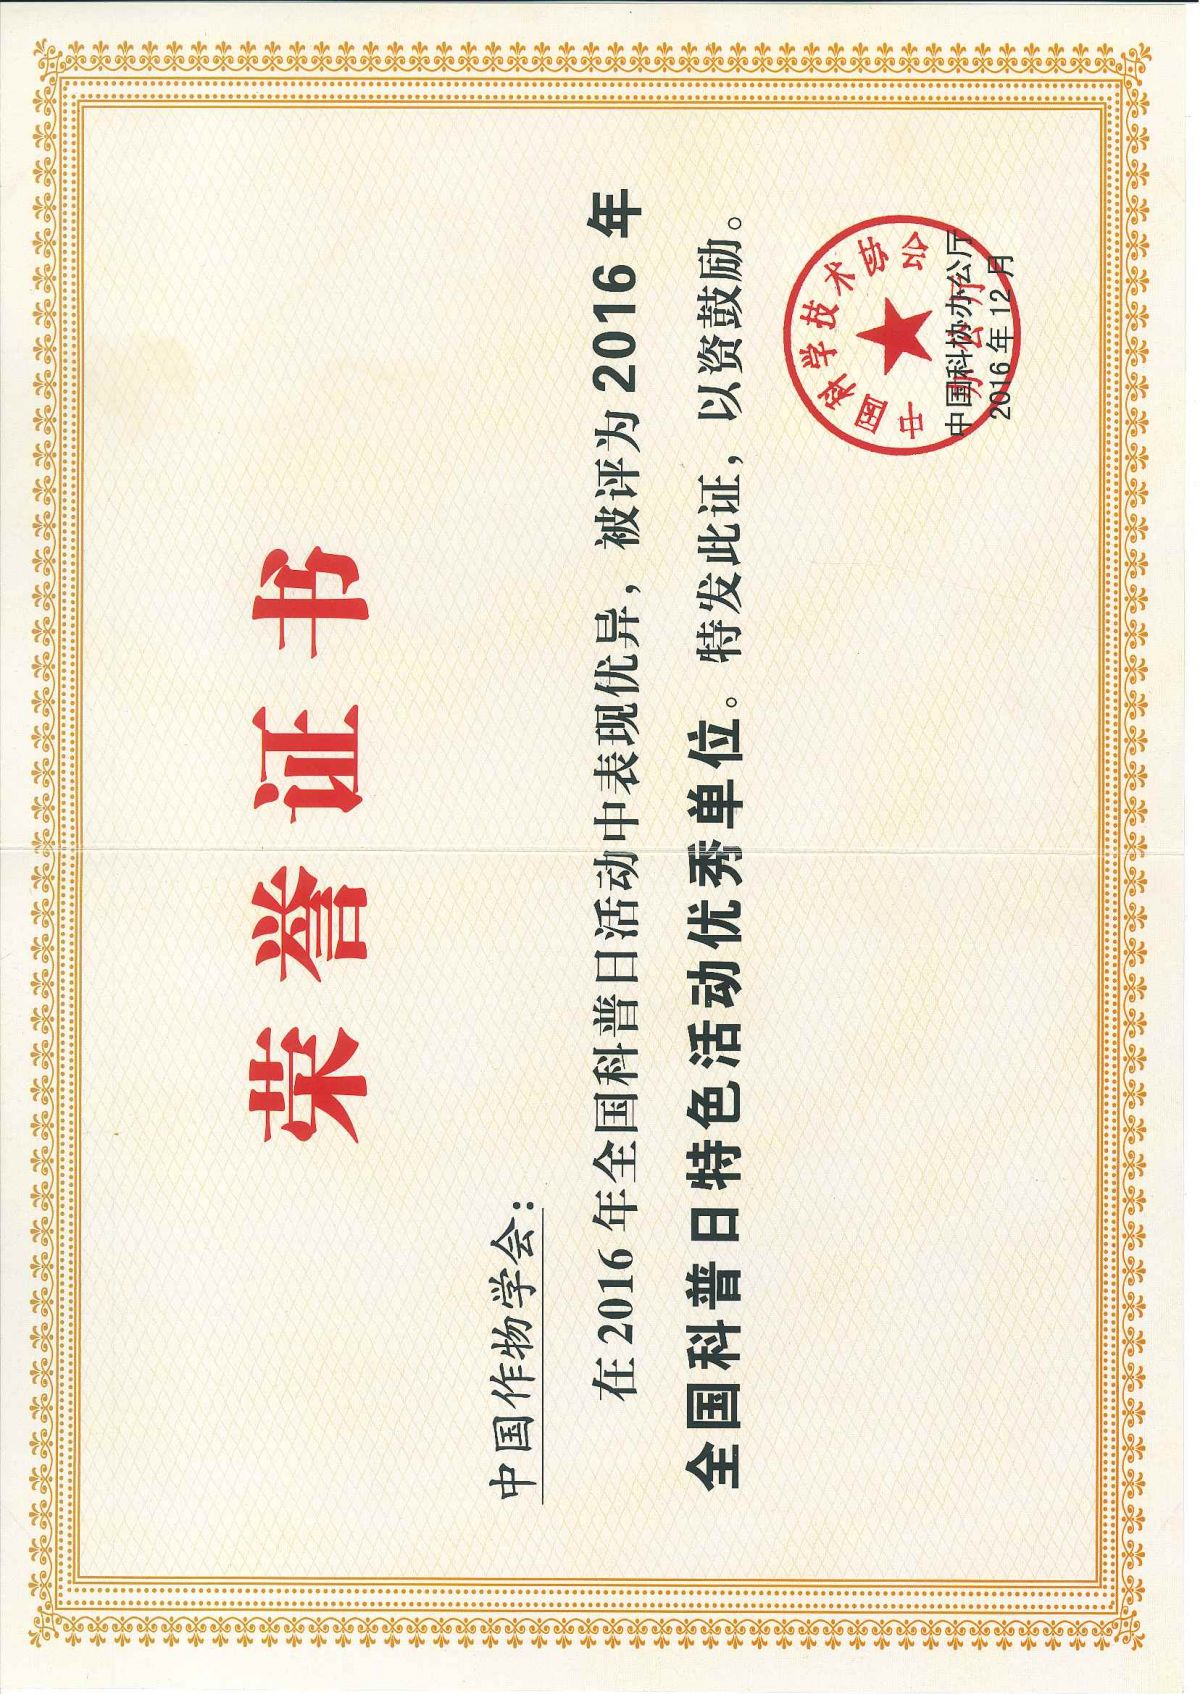 荣誉证书
中国作物学会：
在2016年全国科普日活动中表现优异，被评为2016年
全国科普日特色活动优秀单位。特发此证，以资鼓励。
中国科学技术协会
办公厅
中国科协办公厅
2016年12月